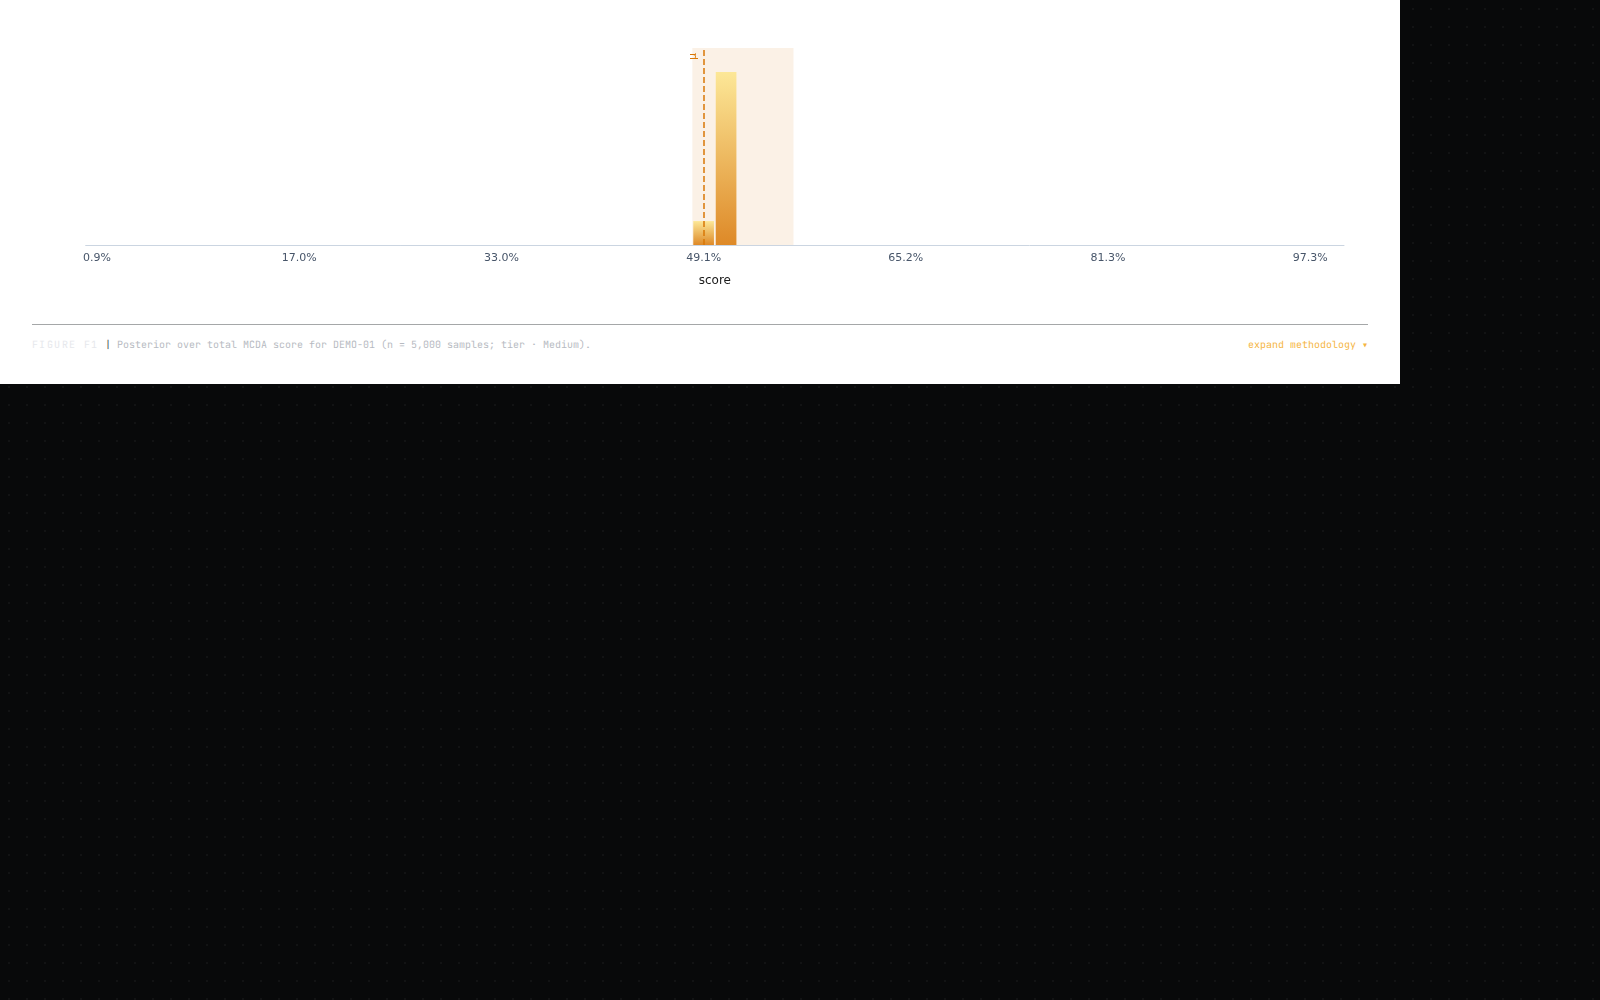 0.9% 17.0% 33.0% 49.1% 65.2% 81.3% 97.3%
score
FIGURE F1 | Posterior over total MCDA score for DEMO-01 (n = 5,000 samples; tier · Medium).
expand methodology ▾